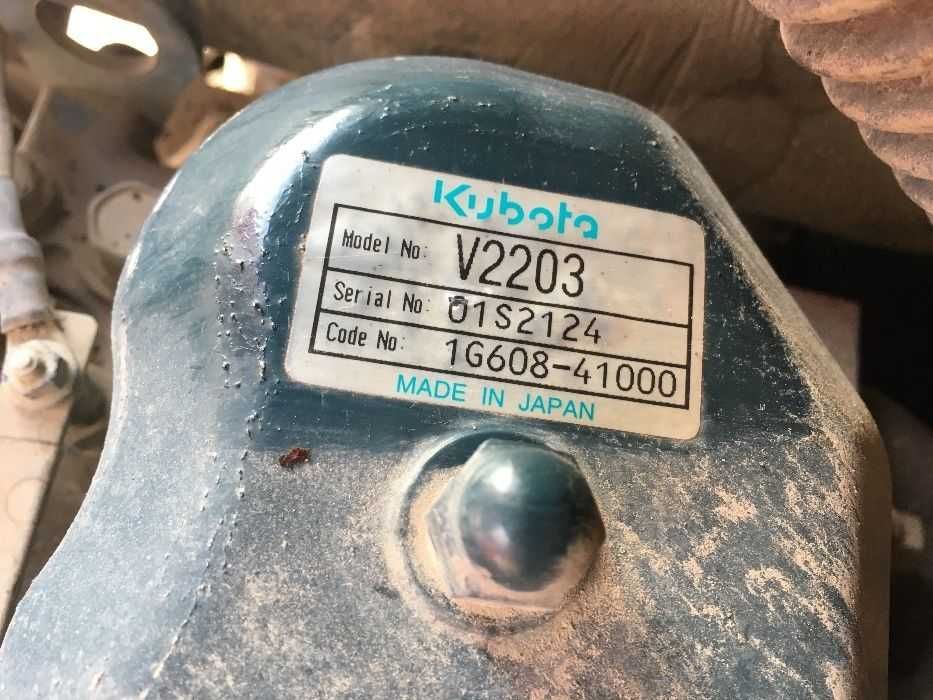 Kubota
Model No: V2203
Serial No: 01S2124
Code No: 1G608-41000
MADE IN JAPAN